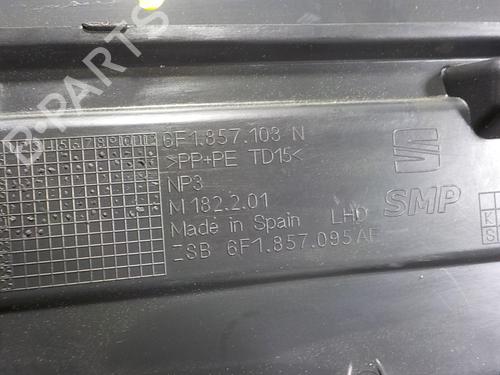 B-PARTS
6F1.857.103 N
>PP+PE TD15<
NP3
M 182.2.01
Made in Spain LHD
ZSB 6F1.857.095 AF
SMP
K
S